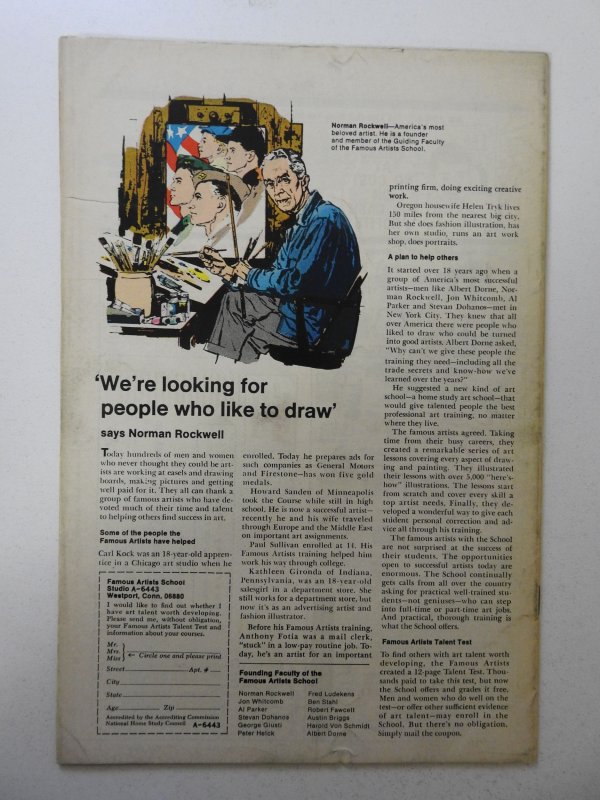 Norman Rockwell—America's most
beloved artist. He is a founder
and member of the Guiding Faculty
of the Famous Artists School.
'We're looking for
people who like to draw'
says Norman Rockwell
Today hundreds of men and women
who never thought they could be art-
ists are working at easels and drawing
boards, making pictures and getting
well paid for it. They all can thank a
group of famous artists who have de-
voted much of their time and talent
to helping others find success in art.
Some of the people the
Famous Artists have helped
Carl Kock was an 18-year-old appren-
tice in a Chicago art studio when he
enrolled. Today he prepares ads for
such companies as General Motors
and Firestone—has won five gold
medals.
Howard Sanden of Minneapolis
took the Course while still in high
school. He is now a successful artist—
recently he and his wife traveled
through Europe and the Middle East
on important art assignments.
Paul Sullivan enrolled at 14. His
Famous Artists training helped him
work his way through college.
Kathleen Gironda of Indiana,
Pennsylvania, was an 18-year-old
salesgirl in a department store. She
still works for a department store, but
now it's as an advertising artist and
fashion illustrator.
Before his Famous Artists training,
Anthony Fotia was a mail clerk,
"stuck" in a low-pay routine job. To-
day, he's an artist for an important
printing firm, doing exciting creative
work.
Oregon housewife Helen Tryk lives
150 miles from the nearest big city.
But she does fashion illustration, has
her own studio, runs an art work
shop, does portraits.
A plan to help others
It started over 18 years ago when a
group of America's most successful
artists—men like Albert Dorne, Nor-
man Rockwell, Jon Whitcomb, Al
Parker and Stevan Dohanos—met in
New York City. They knew that all
over America there were people who
liked to draw who could be turned
into good artists. Albert Dorne asked,
"Why can't we give these people the
training they need—including all the
trade secrets and know-how we've
learned over the years?"
He suggested a new kind of art
school—a home study art school—that
would give talented people the best
professional art training, no matter
where they live.
The famous artists agreed. Taking
time from their busy careers, they
created a remarkable series of art
lessons covering every aspect of draw-
ing and painting. They illustrated
their lessons with over 5,000 "here's-
how" illustrations. The lessons start
from scratch and cover every skill a
top artist needs. Finally, they de-
veloped a wonderful way to give each
student personal correction and ad-
vice all through his training.
The famous artists with the School
are not surprised at the success of
their students. The opportunities
open to successful artists today are
enormous. The School continually
gets calls from all over the country
asking for practical well-trained stu-
dents—not geniuses—who can step
into full-time or part-time art jobs.
And practical, thorough training is
what the School offers.
Famous Artists Talent Test
To find others with art talent worth
developing, the Famous Artists
created a 12-page Talent Test. Thou-
sands paid to take this test, but now
the School offers and grades it free.
Men and women who do well on the
test—or offer other sufficient evidence
of art talent—may enroll in the
School. But there's no obligation.
Simply mail the coupon.
Famous Artists School
Studio A-6443
Westport, Conn. 06880
I would like to find out whether I
have art talent worth developing.
Please send me, without obligation,
your Famous Artists Talent Test and
information about your courses.
Mr.
Mrs.
Miss
← Circle one and please print
Street Apt. #
City
State
Age Zip
Accredited by the Accrediting Commission
National Home Study Council A-6443
Founding Faculty of the
Famous Artists School
Norman Rockwell
Jon Whitcomb
Al Parker
Stevan Dohanos
George Giusti
Peter Helck
Fred Ludekens
Ben Stahl
Robert Fawcett
Austin Briggs
Harold Von Schmidt
Albert Dorne